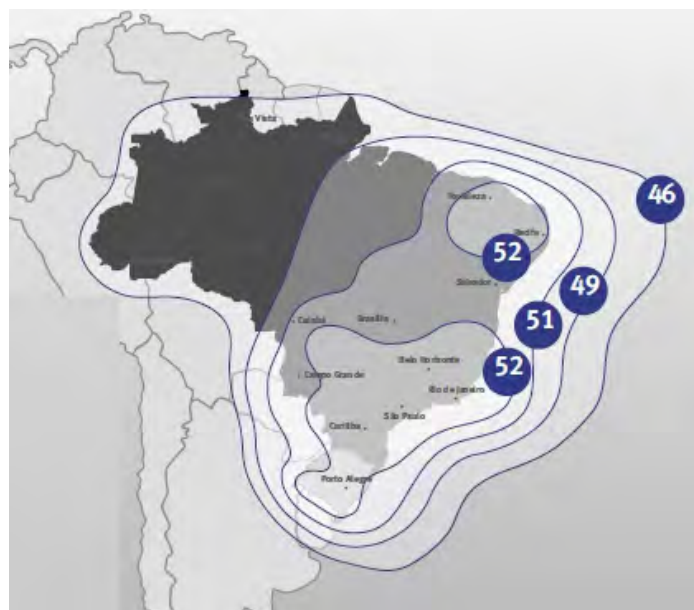 Vista
46
Fortaleza
Recife
52
Salvador
49
Cuiabá
Brasília
51
Belo Horizonte
52
Campo Grande
Rio de Janeiro
São Paulo
Curitiba
Porto Alegre